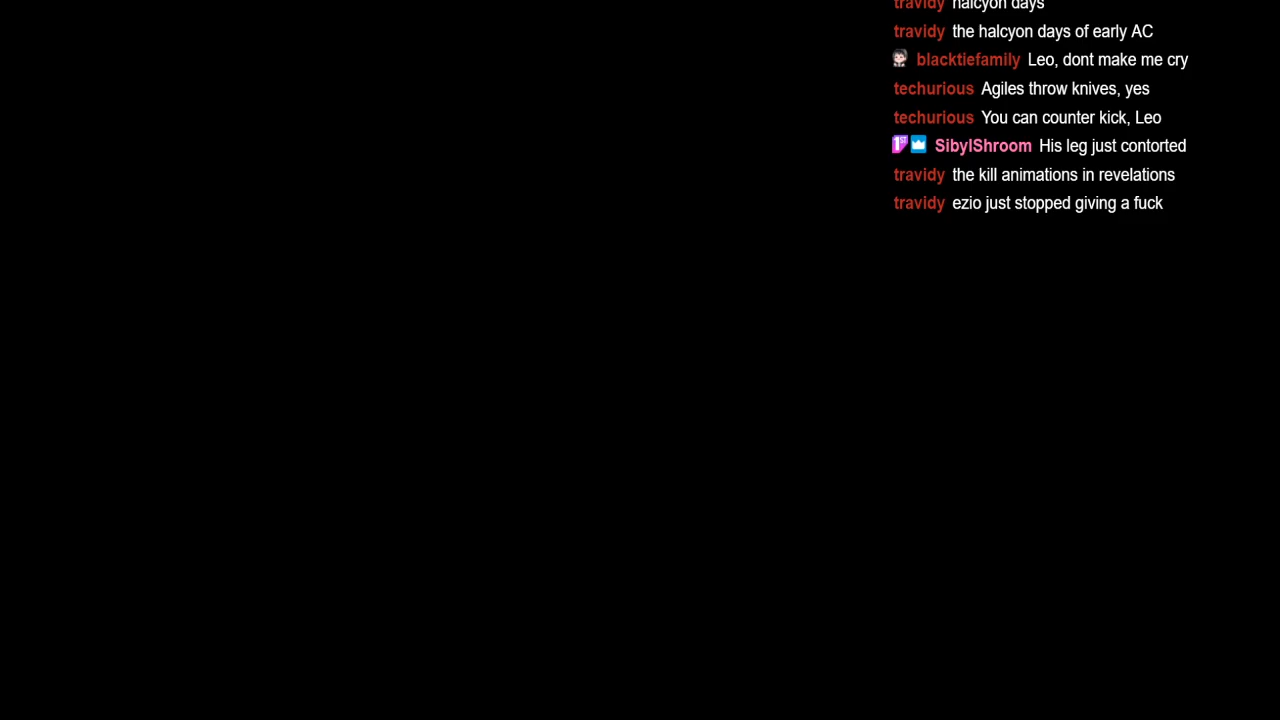 travidy halcyon days
travidy the halcyon days of early AC
blacktiefamily Leo, dont make me cry
techurious Agiles throw knives, yes
techurious You can counter kick, Leo
1ST SibylShroom His leg just contorted
travidy the kill animations in revelations
travidy ezio just stopped giving a fuck